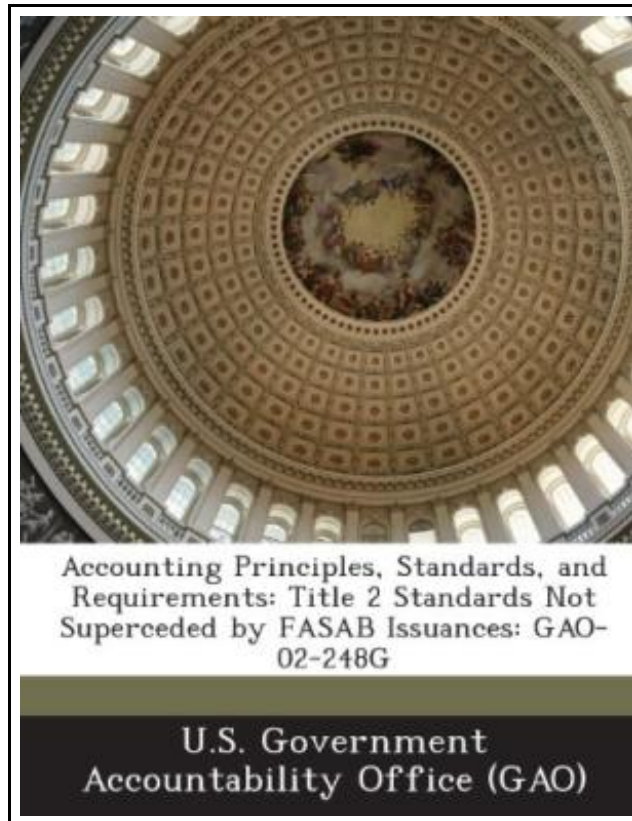 Accounting Principles, Standards, and
Requirements: Title 2 Standards Not
Superceded by FASAB Issuances: GAO-
02-248G
U.S. Government
Accountability Office (GAO)